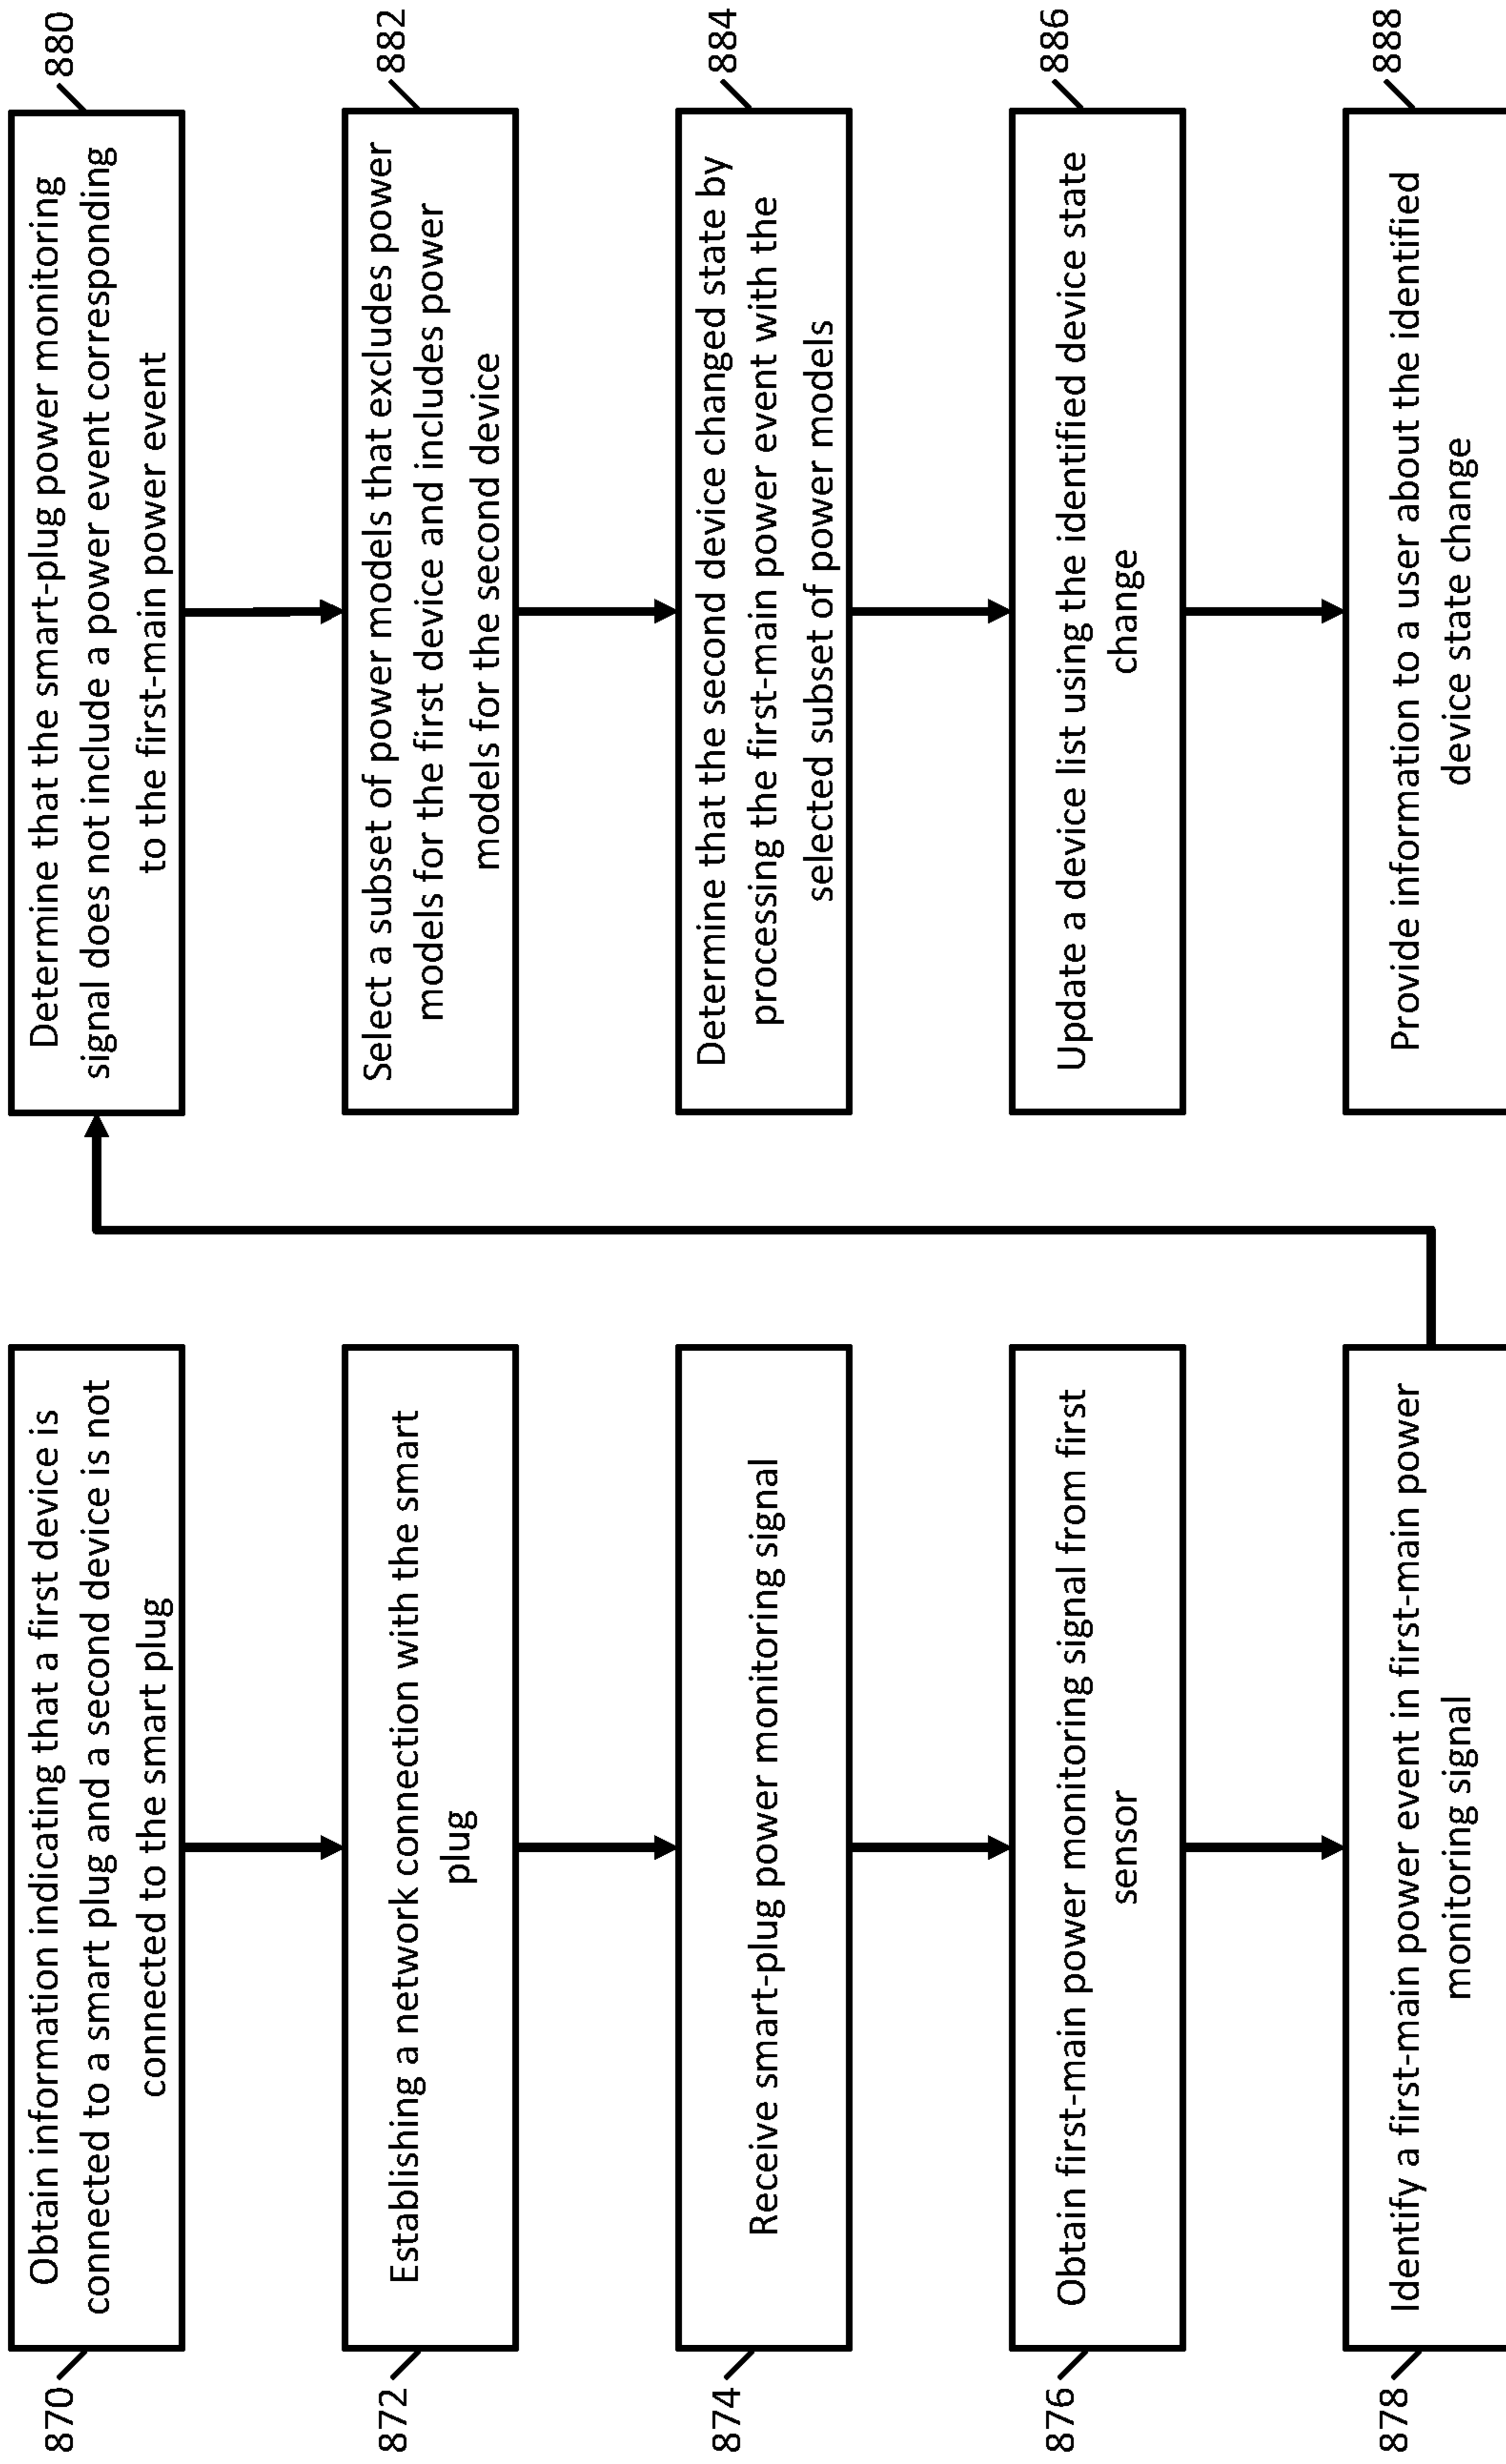 870
Obtain information indicating that a first device is
connected to a smart plug and a second device is not
connected to the smart plug
872
Establishing a network connection with the smart
plug
874
Receive smart-plug power monitoring signal
876
Obtain first-main power monitoring signal from first
sensor
878
Identify a first-main power event in first-main power
monitoring signal
880
Determine that the smart-plug power monitoring
signal does not include a power event corresponding
to the first-main power event
882
Select a subset of power models that excludes power
models for the first device and includes power
models for the second device
884
Determine that the second device changed state by
processing the first-main power event with the
selected subset of power models
886
Update a device list using the identified device state
change
888
Provide information to a user about the identified
device state change